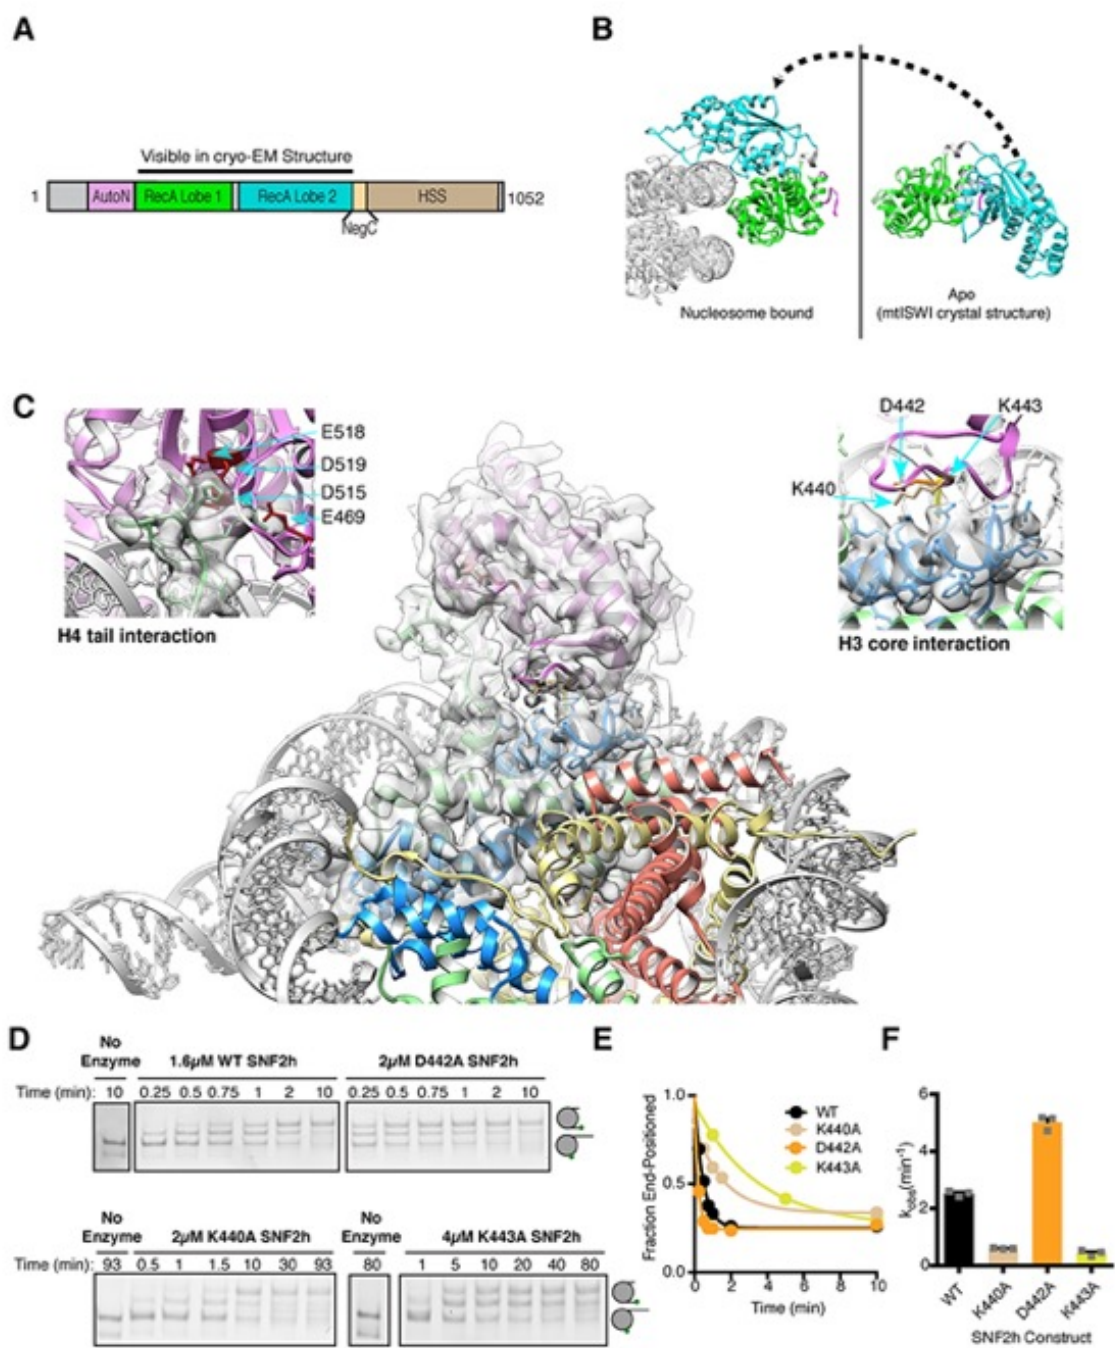 A
Visible in cryo-EM Structure
1 AutoN RecA Lobe 1 RecA Lobe 2 HSS 1052
NegC
B
Nucleosome bound
Apo
(mtISWI crystal structure)
C
E518
D519
D515
E469
H4 tail interaction
D442 K443
K440
H3 core interaction
D
No
Enzyme 1.6µM WT SNF2h 2µM D442A SNF2h
Time (min): 10 0.25 0.5 0.75 1 2 10 0.25 0.5 0.75 1 2 10
No
Enzyme 2µM K440A SNF2h
Time (min): 93 0.5 1 1.5 10 30 93
No
Enzyme 4µM K443A SNF2h
80 1 5 10 20 40 80
E
Fraction End-Positioned
1.0
0.5
0.0
0 2 4 6 8 10
Time (min)
WT
K440A
D442A
K443A
F
kobs(min-1)
6
4
2
0
WT K440A D442A K443A
SNF2h Construct